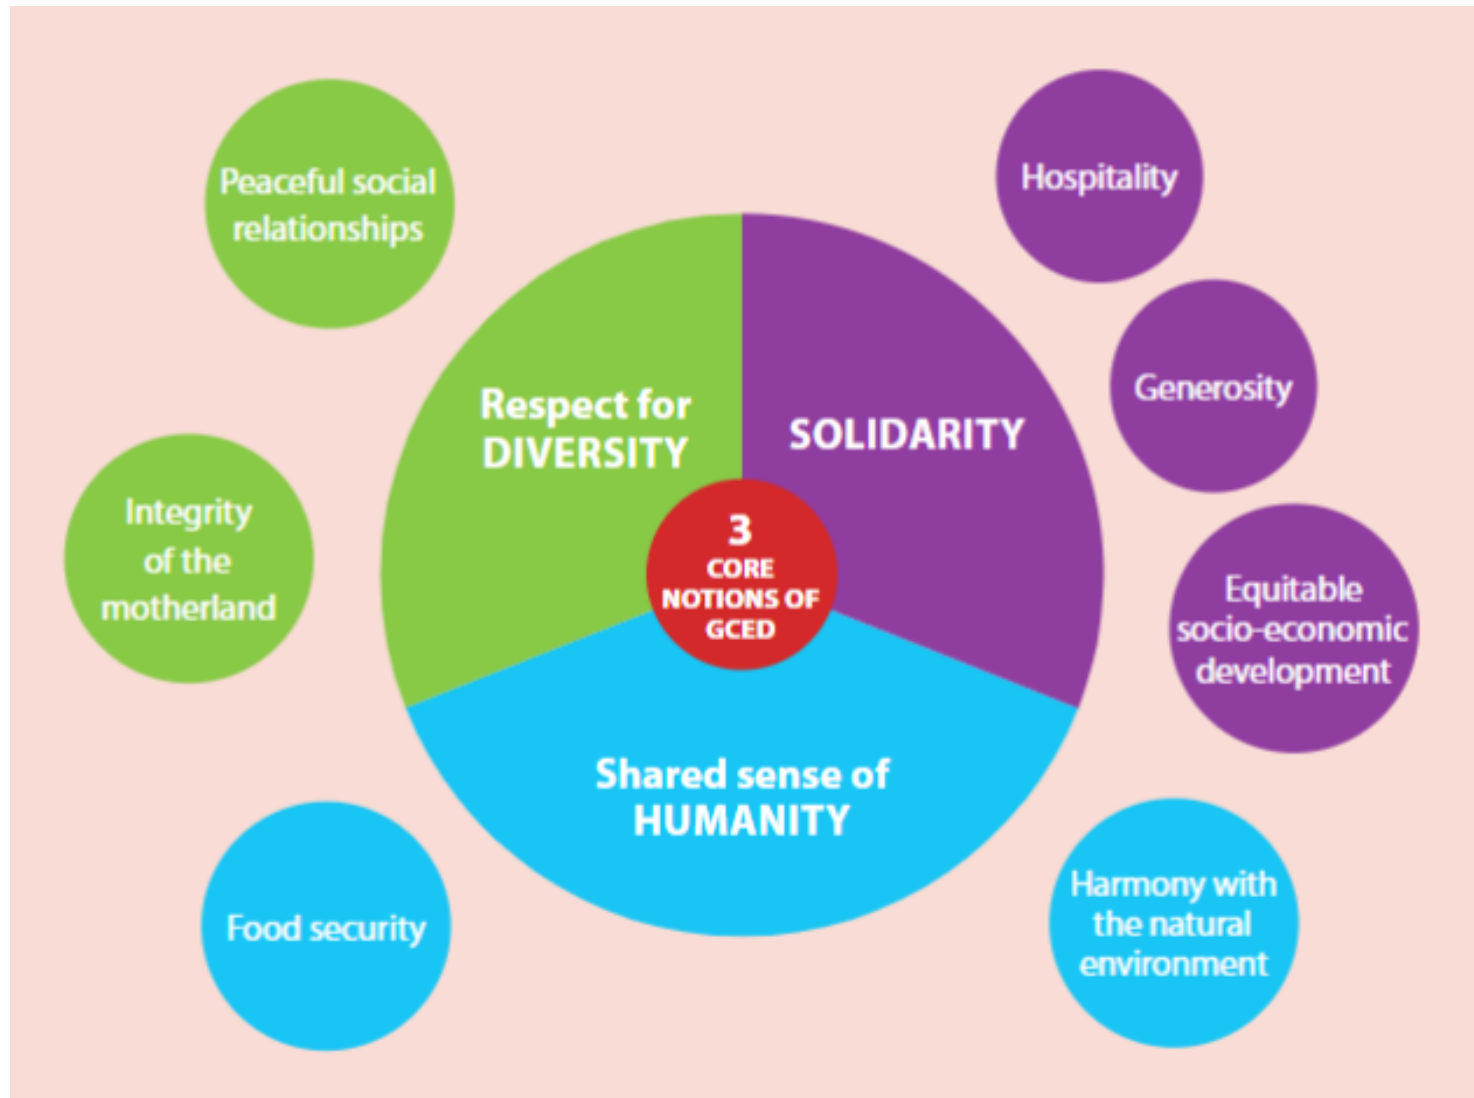 Peaceful social
relationships
Hospitality
Generosity
Respect for
DIVERSITY
SOLIDARITY
Integrity
of the
motherland
3
CORE
NOTIONS OF
GCED
Equitable
socio-economic
development
Shared sense of
HUMANITY
Food security
Harmony with
the natural
environment